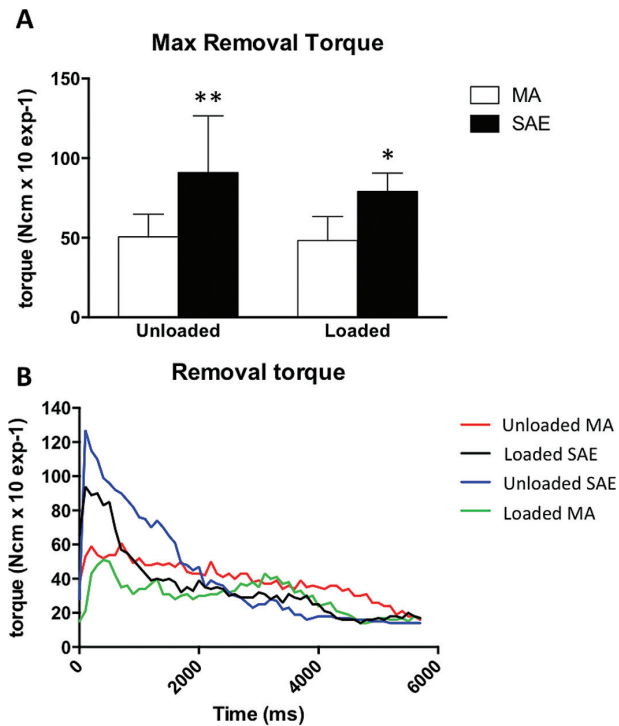 A
Max Removal Torque
torque (Ncm x 10 exp-1)
150
100
50
0
**
*
Unloaded
Loaded
MA
SAE
B
Removal torque
torque (Ncm x 10 exp-1)
140
120
100
80
60
40
20
0
0
2000
4000
6000
Time (ms)
Unloaded MA
Loaded SAE
Unloaded SAE
Loaded MA